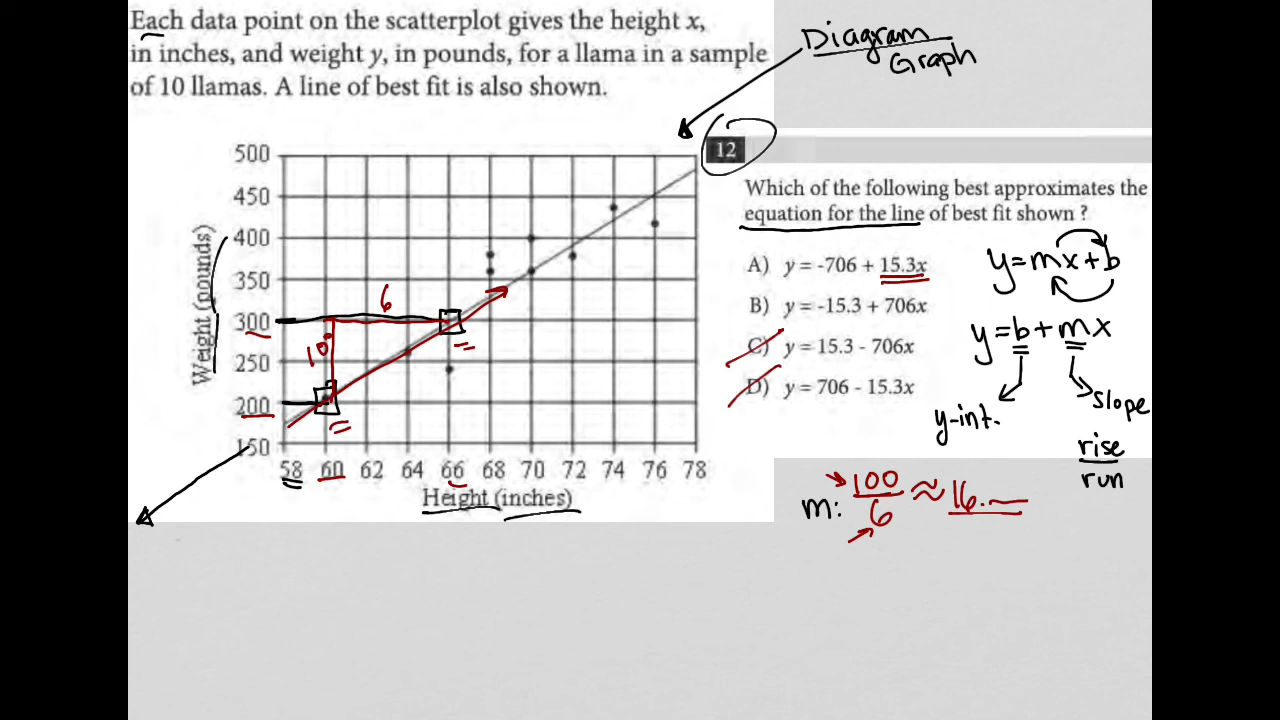 Each data point on the scatterplot gives the height x,
in inches, and weight y, in pounds, for a llama in a sample
of 10 llamas. A line of best fit is also shown.
Diagram
Graph
12
Which of the following best approximates the
equation for the line of best fit shown ?
A) y = -706 + 15.3x
B) y = -15.3 + 706x
C) y = 15.3 - 706x
D) y = 706 - 15.3x
y=mx+b
y=b+mx
y-int.
slope
rise
run
m: 100/6 ≈ 16.
Weight (pounds)
500
450
400
350
300
250
200
150
6
100
58 60 62 64 66 68 70 72 74 76 78
Height (inches)